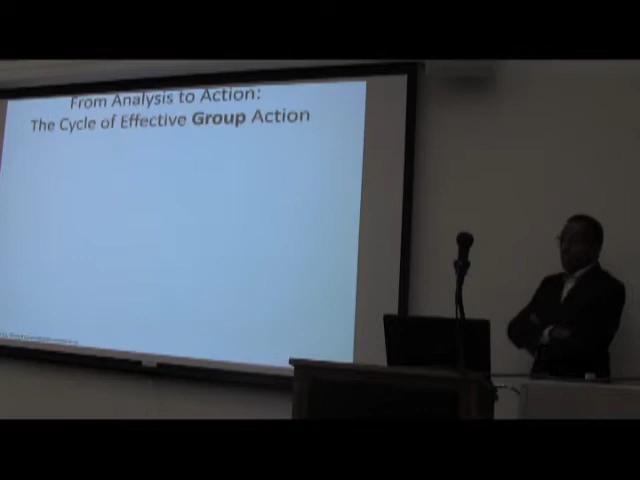 From Analysis to Action:
The Cycle of Effective Group Action